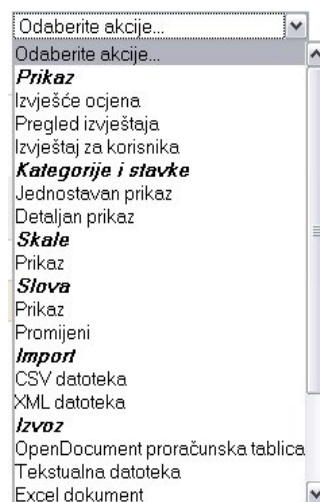 Odaberite akcije...
Odaberite akcije...
Prikaz
Izvješće ocjena
Pregled izvještaja
Izvještaj za korisnika
Kategorije i stavke
Jednostavan prikaz
Detaljan prikaz
Skale
Prikaz
Slova
Prikaz
Promijeni
Import
CSV datoteka
XML datoteka
Izvoz
OpenDocument proračunska tablica
Tekstualna datoteka
Excel dokument